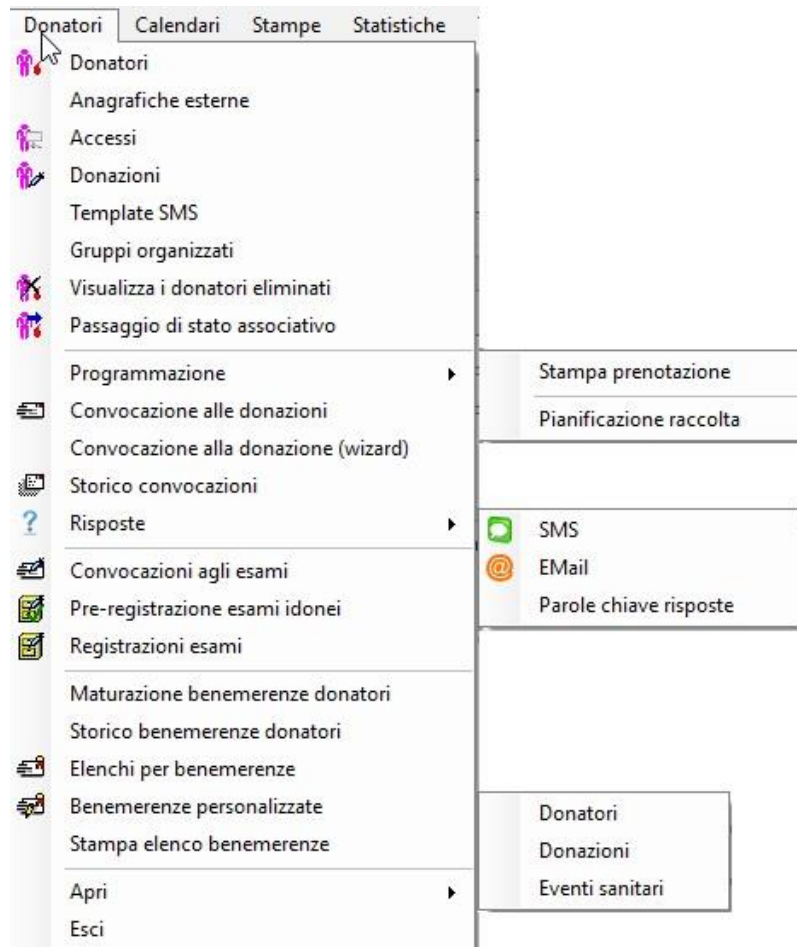 Donatori Calendari Stampe Statistiche
Donatori
Anagrafiche esterne
Accessi
Donazioni
Template SMS
Gruppi organizzati
Visualizza i donatori eliminati
Passaggio di stato associativo
Programmazione
Stampa prenotazione
Pianificazione raccolta
Convocazione alle donazioni
Convocazione alla donazione (wizard)
Storico convocazioni
Risposte
SMS
EMail
Parole chiave risposte
Convocazioni agli esami
Pre-registrazione esami idonei
Registrazioni esami
Maturazione benemerenze donatori
Storico benemerenze donatori
Elenchi per benemerenze
Benemerenze personalizzate
Stampa elenco benemerenze
Apri
Donatori
Donazioni
Eventi sanitari
Esci